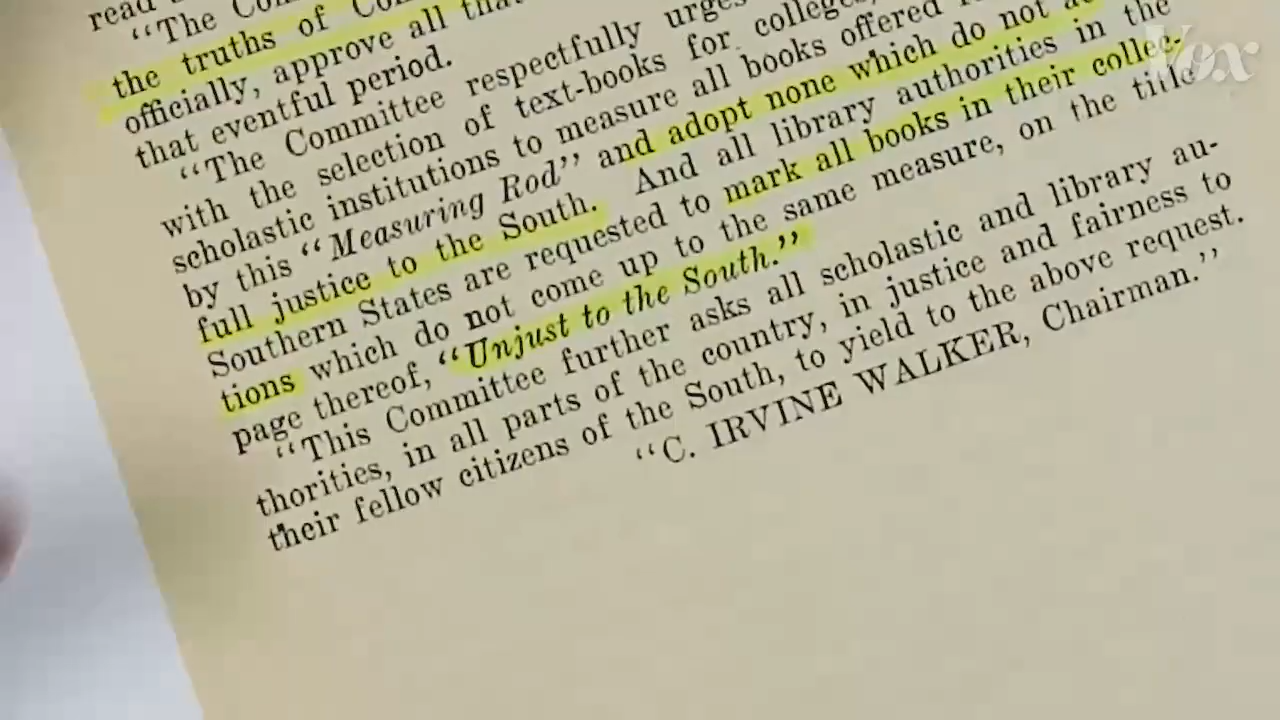 read
“The
the truths of
officially, approve all
that eventful period.
“The Committee respectfully
with the selection of text-books for colleges,
scholastic institutions to measure all books offered
by this “Measuring Rod” and adopt none which do not
full justice to the South. And all library authorities in the
Southern States are requested to mark all books in their collec-
tions which do not come up to the same measure, on the title
page thereof, “Unjust to the South.”
“This Committee further asks all scholastic and library au-
thorities, in all parts of the country, in justice and fairness to
their fellow citizens of the South, to yield to the above request.
“C. IRVINE WALKER, Chairman.”
Vox